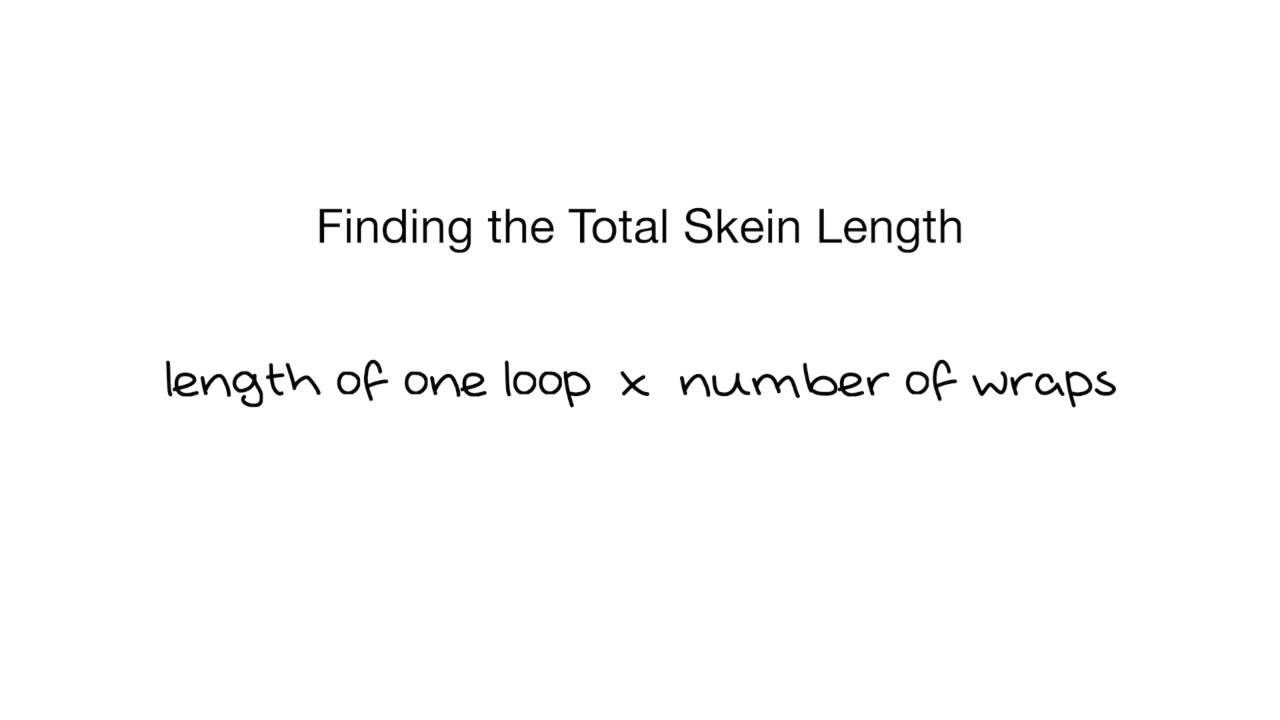 Finding the Total Skein Length
length of one loop x number of wraps